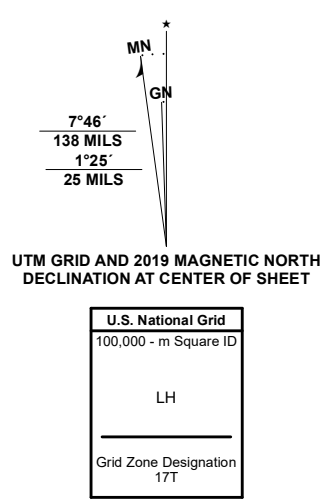 ★
MN
GN
7°46´
138 MILS
1°25´
25 MILS
UTM GRID AND 2019 MAGNETIC NORTH
DECLINATION AT CENTER OF SHEET
U.S. National Grid
100,000 - m Square ID
LH
Grid Zone Designation
17T